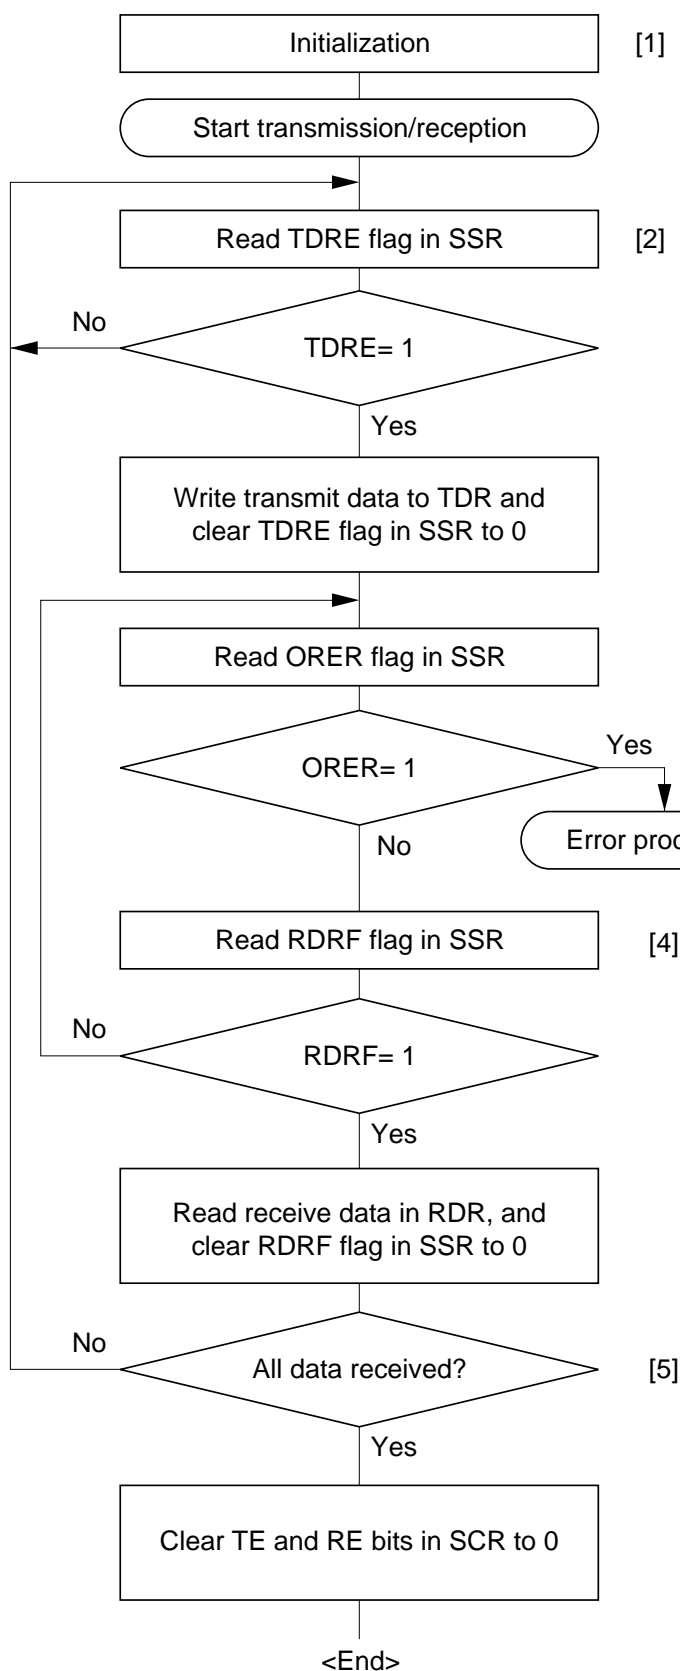 Initialization [1]
Start transmission/reception
Read TDRE flag in SSR [2]
No
TDRE= 1
Yes
Write transmit data to TDR and
clear TDRE flag in SSR to 0
Read ORER flag in SSR
ORER= 1
Yes
No
Error proc
Read RDRF flag in SSR [4]
No
RDRF= 1
Yes
Read receive data in RDR, and
clear RDRF flag in SSR to 0
No
All data received? [5]
Yes
Clear TE and RE bits in SCR to 0
<End>